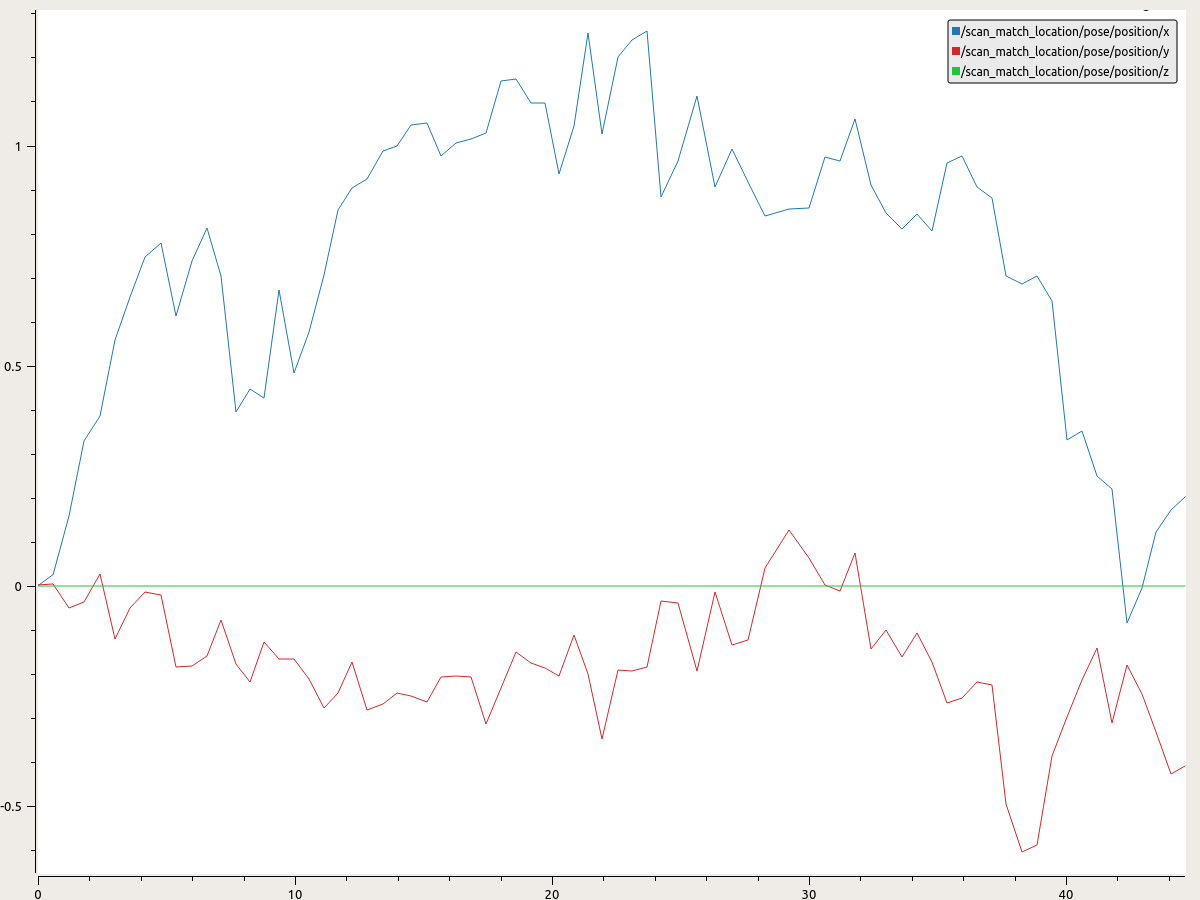 /scan_match_location/pose/position/x
/scan_match_location/pose/position/y
/scan_match_location/pose/position/z
1
0.5
0
-0.5
0 10 20 30 40